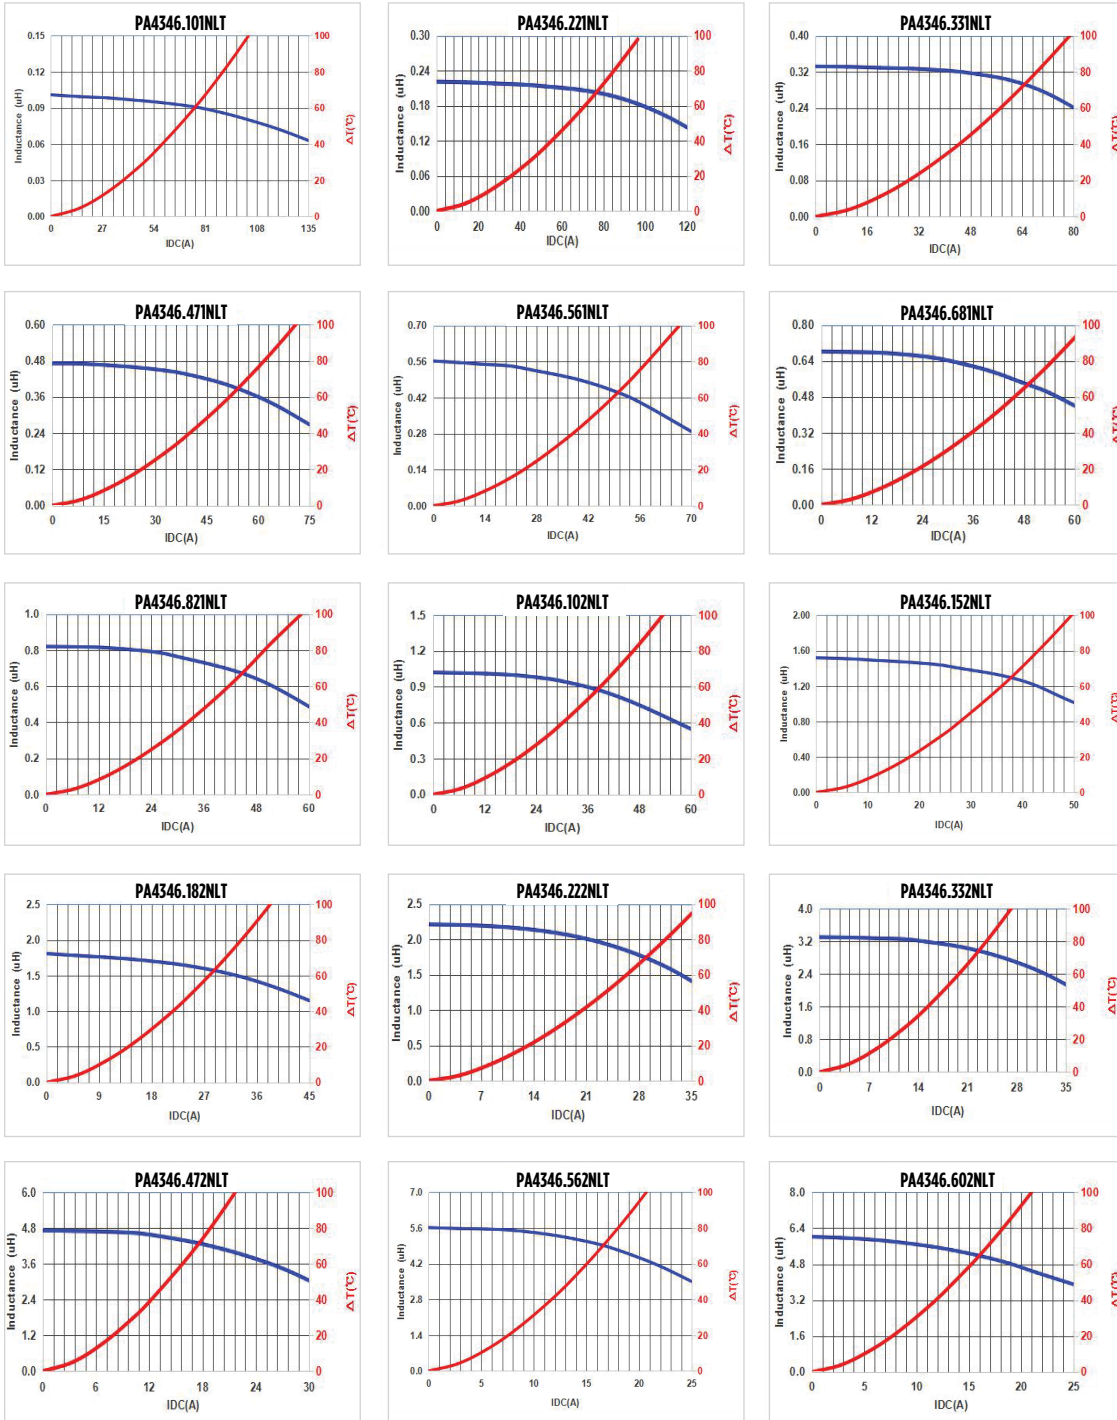 PA4346.101NLT
0.15 100
0.12 80
0.09 60
0.06 40
0.03 20
0.00 0
Inductance (uH)
△T(℃)
0 27 54 81 108 135
IDC(A)
PA4346.221NLT
0.30 100
0.24 80
0.18 60
0.12 40
0.06 20
0.00 0
Inductance (uH)
△T(℃)
0 20 40 60 80 100 120
IDC(A)
PA4346.331NLT
0.40 100
0.32 80
0.24 60
0.16 40
0.08 20
0.00 0
Inductance (uH)
△T(℃)
0 16 32 48 64 80
IDC(A)
PA4346.471NLT
0.60 100
0.48 80
0.36 60
0.24 40
0.12 20
0.00 0
Inductance (uH)
△T(℃)
0 15 30 45 60 75
IDC(A)
PA4346.561NLT
0.70 100
0.56 80
0.42 60
0.28 40
0.14 20
0.00 0
Inductance (uH)
△T(℃)
0 14 28 42 56 70
IDC(A)
PA4346.681NLT
0.80 100
0.64 80
0.48 60
0.32 40
0.16 20
0.00 0
Inductance (uH)
△T(℃)
0 12 24 36 48 60
IDC(A)
PA4346.821NLT
1.0 100
0.8 80
0.6 60
0.4 40
0.2 20
0.0 0
Inductance (uH)
△T(℃)
0 12 24 36 48 60
IDC(A)
PA4346.102NLT
1.5 100
1.2 80
0.9 60
0.6 40
0.3 20
0.0 0
Inductance (uH)
△T(℃)
0 12 24 36 48 60
IDC(A)
PA4346.152NLT
2.00 100
1.60 80
1.20 60
0.80 40
0.40 20
0.00 0
Inductance (uH)
△T(℃)
0 10 20 30 40 50
IDC(A)
PA4346.182NLT
2.5 100
2.0 80
1.5 60
1.0 40
0.5 20
0.0 0
Inductance (uH)
△T(℃)
0 9 18 27 36 45
IDC(A)
PA4346.222NLT
2.5 100
2.0 80
1.5 60
1.0 40
0.5 20
0.0 0
Inductance (uH)
△T(℃)
0 7 14 21 28 35
IDC(A)
PA4346.332NLT
4.0 100
3.2 80
2.4 60
1.6 40
0.8 20
0.0 0
Inductance (uH)
△T(℃)
0 7 14 21 28 35
IDC(A)
PA4346.472NLT
6.0 100
4.8 80
3.6 60
2.4 40
1.2 20
0.0 0
Inductance (uH)
△T(℃)
0 6 12 18 24 30
IDC(A)
PA4346.562NLT
7.0 100
5.6 80
4.2 60
2.8 40
1.4 20
0.0 0
Inductance (uH)
△T(℃)
0 5 10 15 20 25
IDC(A)
PA4346.602NLT
8.0 100
6.4 80
4.8 60
3.2 40
1.6 20
0.0 0
Inductance (uH)
△T(℃)
0 5 10 15 20 25
IDC(A)